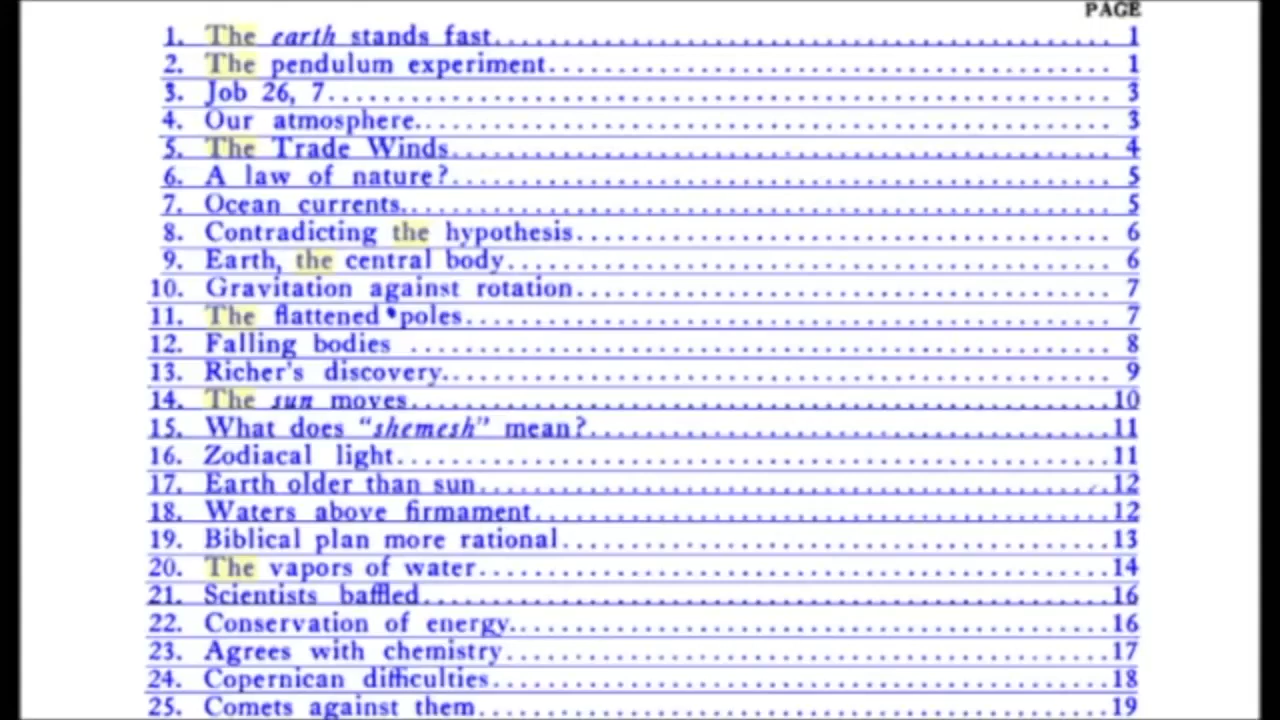 PAGE
1. The earth stands fast........................................ 1
2. The pendulum experiment........................................ 1
3. Job 26, 7........................................ 3
4. Our atmosphere........................................ 3
5. The Trade Winds........................................ 4
6. A law of nature?........................................ 5
7. Ocean currents........................................ 5
8. Contradicting the hypothesis........................................ 6
9. Earth, the central body........................................ 6
10. Gravitation against rotation........................................ 7
11. The flattened poles........................................ 7
12. Falling bodies ........................................ 8
13. Richer's discovery........................................ 9
14. The sun moves........................................10
15. What does "shemesh" mean?........................................11
16. Zodiacal light........................................11
17. Earth older than sun........................................12
18. Waters above firmament........................................12
19. Biblical plan more rational........................................13
20. The vapors of water........................................14
21. Scientists baffled........................................16
22. Conservation of energy........................................16
23. Agrees with chemistry........................................17
24. Copernican difficulties........................................18
25. Comets against them........................................19